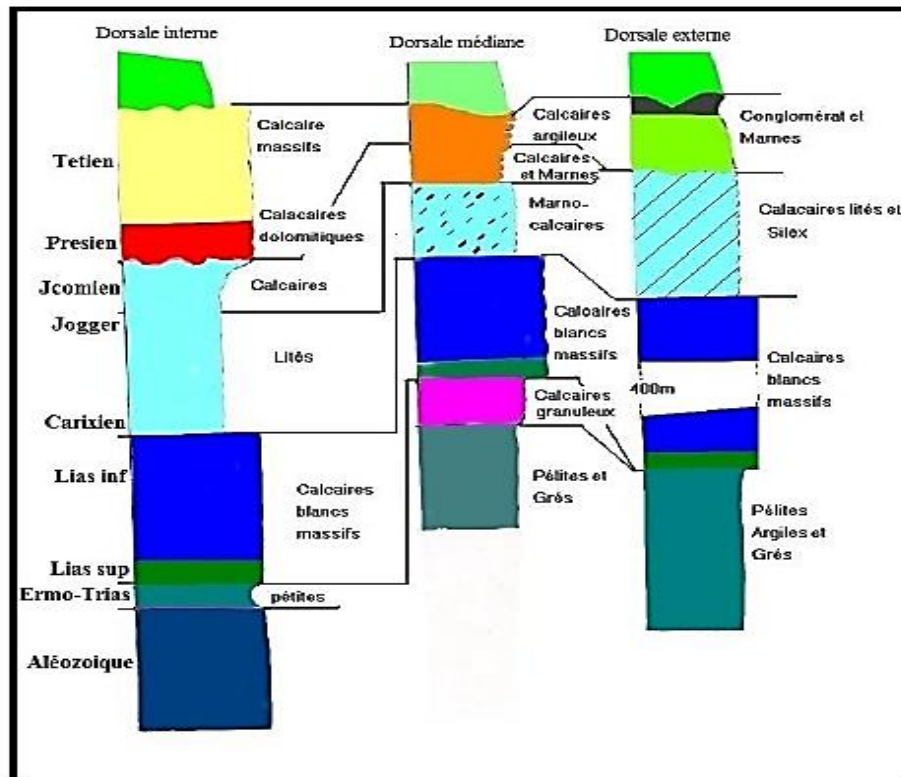 Dorsale interne
Dorsale médiane
Dorsale externe
Tetien
Presien
Jcomien
Jogger
Carixien
Lias inf
Lias sup
Ermo-Trias
Aléozoique
Calcaire
massifs
Calacaires
dolomitiques
Calcaires
Lités
Calcaires
blancs
massifs
pétites
Calcaires
argileux
Calcaires
et Marnes
Marno-
calcaires
Calcaires
blancs
massifs
Calcaires
granuleux
Pélites et
Grés
Conglomérat et
Marnes
Calacaires lités et
Silex
400m
Calcaires
blancs
massifs
Pélites
Argiles et
Grés